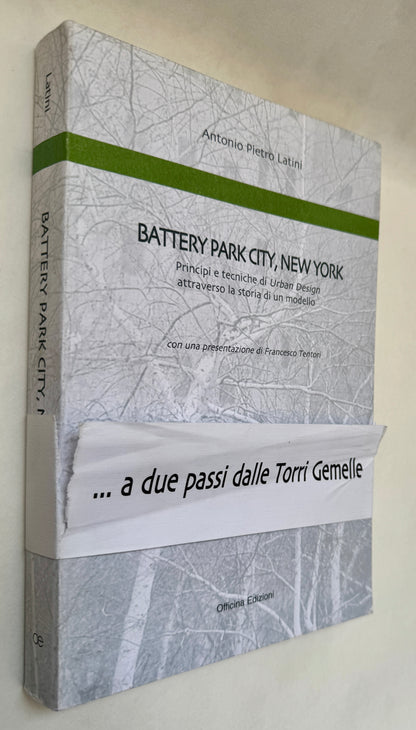 Latini
BATTERY PARK CITY, N
oe
Antonio Pietro Latini
BATTERY PARK CITY, NEW YORK
Principi e tecniche di Urban Design
attraverso la storia di un modello
con una presentazione di Francesco Tentori
... a due passi dalle Torri Gemelle
Officina Edizioni